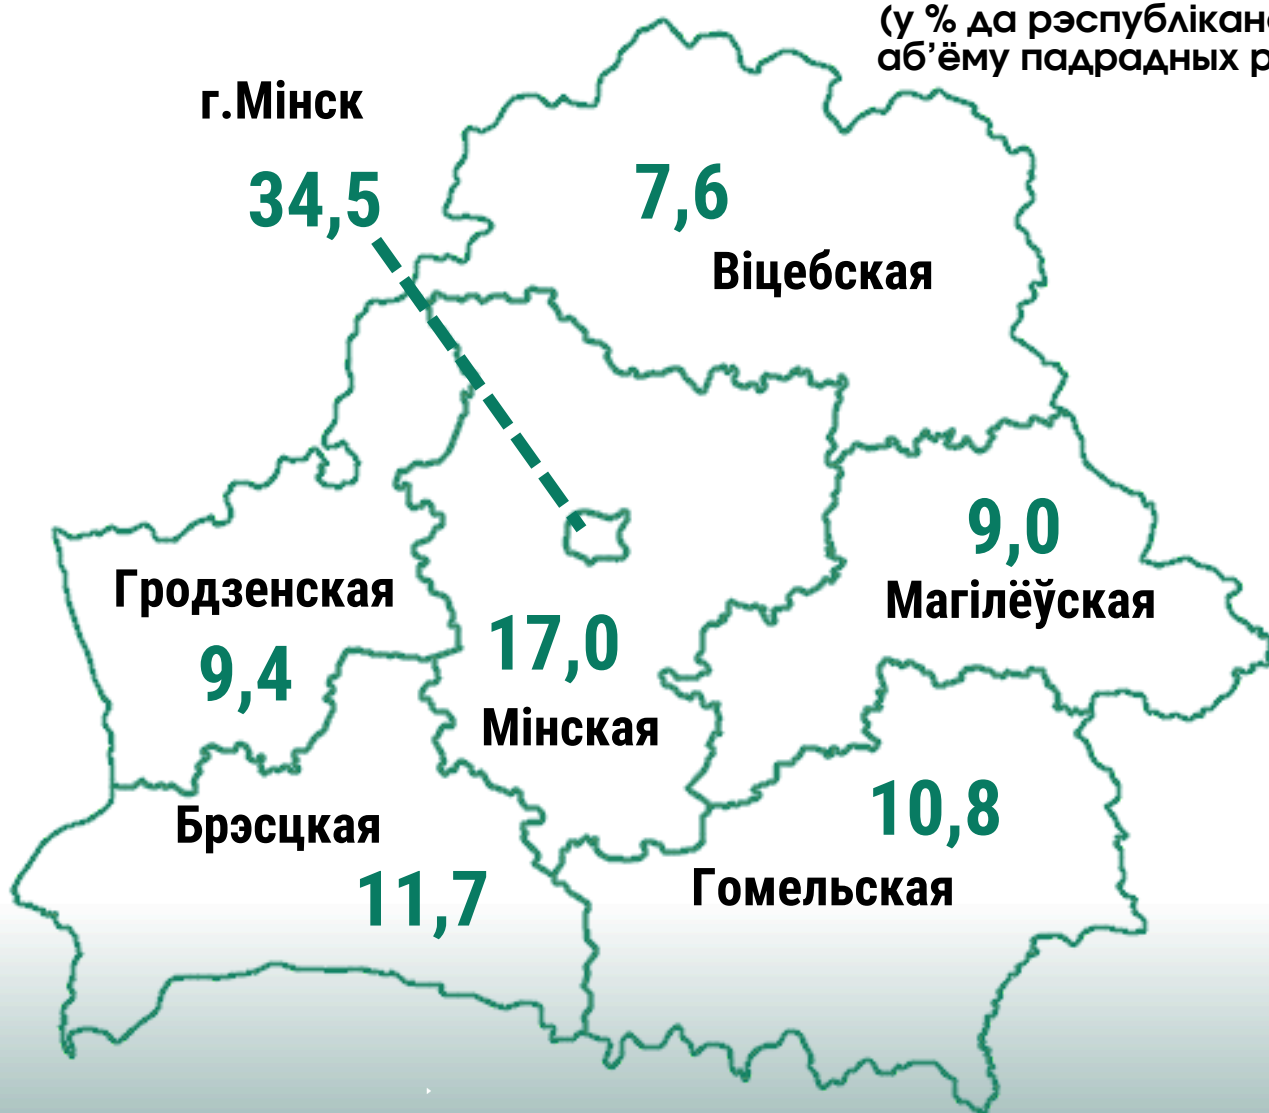 (у % да
аб’ёму падрадных
г.Мінск
34,5
7,6
Віцебская
9,0
Магілёўская
Гродзенская
9,4
17,0
Мінская
Брэсцкая
11,7
10,8
Гомельская